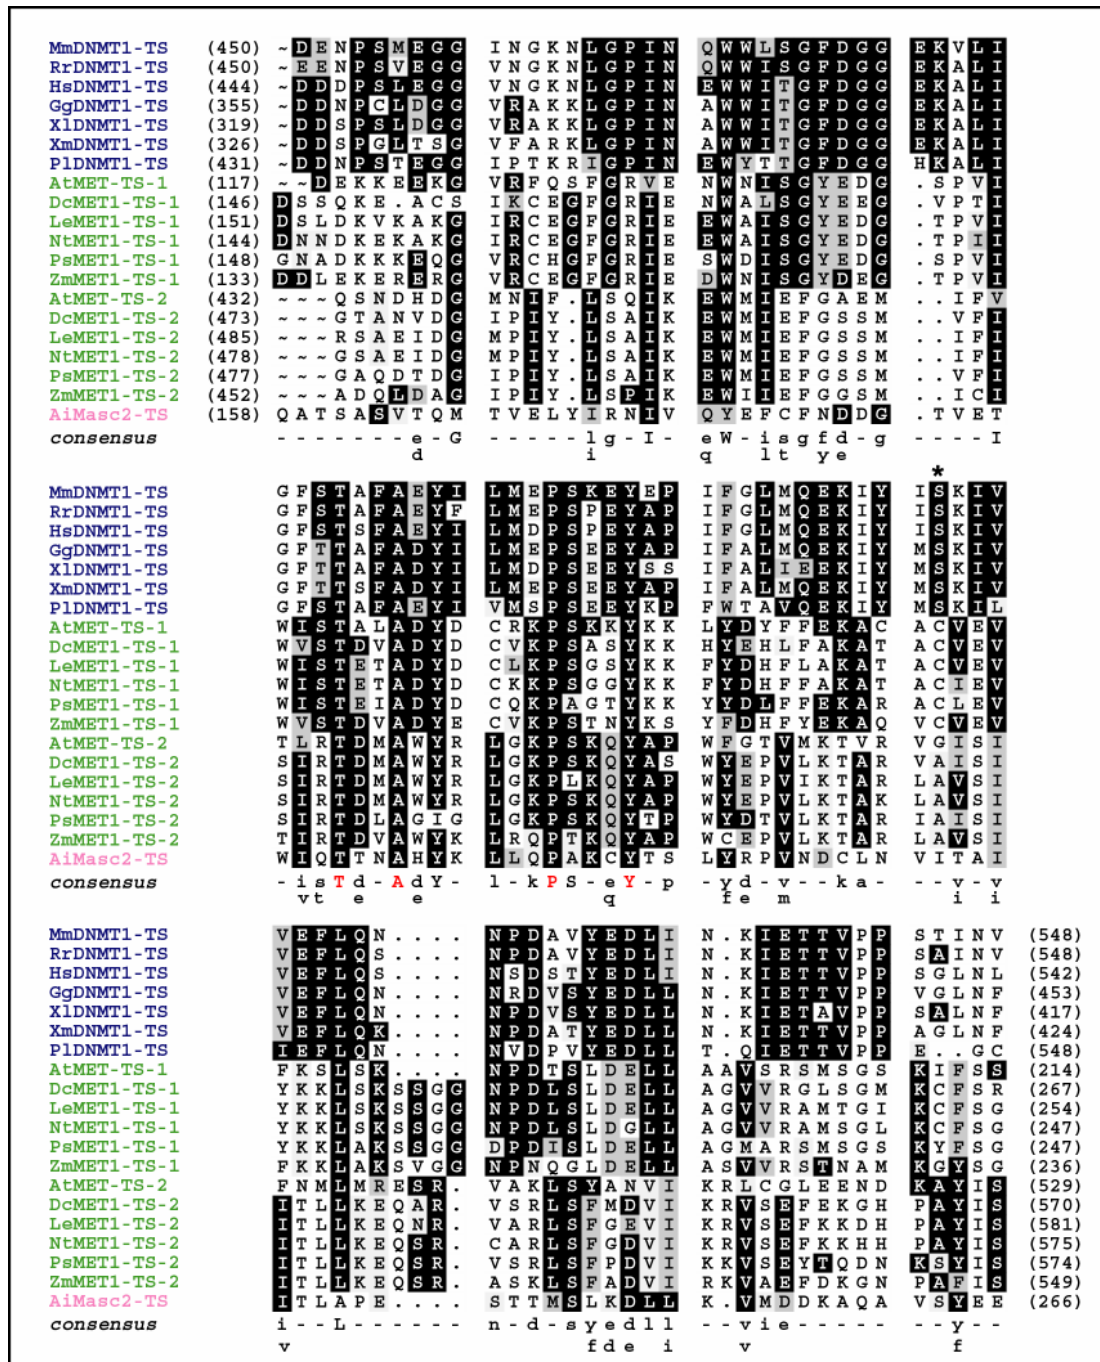 MmDNMT1-TS (450) ~DENPSMEGG INGKNLGPIN QWWLSGFDGG EKVLI
RrDNMT1-TS (450) ~EENPSVEGG VNGKNLGPIN QWWISGFDGG EKALI
HsDNMT1-TS (444) ~DDDPSLEGG VNGKNLGPIN EWWITGFDGG EKALI
GgDNMT1-TS (355) ~DDNPCLDGG VRAKKLGPIN AWWITGFDGG EKALI
XlDNMT1-TS (319) ~DDSPSLDGG VRAKKLGPIN AWWITGFDGG EKALI
XmDNMT1-TS (326) ~DDSPGLTSG VFARKLGPIN AWWITGFDGG EKALI
PlDNMT1-TS (431) ~DDNPSTEGG IPTKRIGPIN EWYTTGFDGG HKALI
AtMET-TS-1 (117) ~~DEKKEEKG VRFQSFGRVE NWNISGYEDG .SPVI
DcMET1-TS-1 (146) DSSQKE.ACS IKCEGFGRIE NWALSGYEEG .VPTI
LeMET1-TS-1 (151) DSLDKVKAKG IRCEGFGRIE EWAISGYEDG .TPVI
NtMET1-TS-1 (144) DNNDKEKAKG IRCEGFGRIE EWAISGYEDG .TPII
PsMET1-TS-1 (148) GNADKKKEQG VRCHGFGRIE SWDISGYEDG .SPVI
ZmMET1-TS-1 (133) DDLEKERERG VRCEGFGRIE DWNISGYDEG .TPVI
AtMET-TS-2 (432) ~~~QSNDHDG MNIF.LSQIK EWMIEFGAEM ..IFV
DcMET1-TS-2 (473) ~~~GTANVDG IPIY.LSAIK EWMIEFGSSM ..VFI
LeMET1-TS-2 (485) ~~~RSAEIDG MPIY.LSAIK EWMIEFGSSM ..IFI
NtMET1-TS-2 (478) ~~~GSAEIDG MPIY.LSAIK EWMIEFGSSM ..IFI
PsMET1-TS-2 (477) ~~~GAQDTDG IPIY.LSAIK EWMIEFGSSM ..VFI
ZmMET1-TS-2 (452) ~~~ADQLDAG IPIY.LSPIK EWIIEFGSSM ..ICI
AiMasc2-TS (158) QATSASVTQM TVELYIRNIV QYEFCFNDDG .TVET
consensus -------e-G -----lg-I- eW-isgfd-g ----I
d i q lt ye
*
MmDNMT1-TS GFSTAFAEYI LMEPSKEYEP IFGLMQEKIY ISKIV
RrDNMT1-TS GFSTSFAEYF LMEPSPEYAP IFGLMQEKIY ISKIV
HsDNMT1-TS GFSTSFAEYI LMDPSPEYAP IFGLMQEKIY ISKIV
GgDNMT1-TS GFTTAFADYI LMEPSEEYAP IFALMQEKIY MSKIV
XlDNMT1-TS GFTTAFADYI LMDPSEEYSS IFALIEEKIY MSKIV
XmDNMT1-TS GFTTSFADYI LMEPSEEYAP IFALMQEKIY MSKIV
PlDNMT1-TS GFSTAFAEYI VMSPSEEYKP FWTAVQEKIY MSKIL
AtMET-TS-1 WISTALADYD CRKPSKKYKK LYDYFFEKAC ACVEV
DcMET1-TS-1 WVSTDVADYD CVKPSASYKK HYEHLFAKAT ACVEV
LeMET1-TS-1 WISTETADYD CLKPSGSYKK FYDHFLAKAT ACVEV
NtMET1-TS-1 WISTETADYD CKKPSGGYKK FYDHFFAKAT ACIEV
PsMET1-TS-1 WISTEIADYD CQKPAGTYKK YYDLFFEKAR ACLEV
ZmMET1-TS-1 WVSTDVADYE CVKPSTNYKS YFDHFYEKAQ VCVEV
AtMET-TS-2 TLRTDMAWYR LGKPSKQYAP WFGTVMKTVR VGISI
DcMET1-TS-2 SIRTDMAWYR LGKPSKQYAS WYEPVLKTAR VAISI
LeMET1-TS-2 SIRTDMAWYR LGKPLKQYAP WYEPVIKTAR LAVSI
NtMET1-TS-2 SIRTDMAWYR LGKPSKQYAP WYEPVLKTAK LAVSI
PsMET1-TS-2 SIRTDLAGIG LGKPSKQYTP WYDTVLKTAR IAISI
ZmMET1-TS-2 TIRTDVAWYK LRQPTKQYAP WCEPVLKTAR LAVSI
AiMasc2-TS WIQTTNAHYK LLQPAKCYTS LYRPVNDCLN VITAI
consensus -isTd-AdY- l-kPS-eY-p -yd-v--ka- --v-v
vt e e q fe m i i
MmDNMT1-TS VEFLQN.... NPDAVYEDLI N.KIETTVPP STINV (548)
RrDNMT1-TS VEFLQS.... NPDAVYEDLI N.KIETTVPP SAINV (548)
HsDNMT1-TS VEFLQS.... NSDSTYEDLI N.KIETTVPP SGLNL (542)
GgDNMT1-TS VEFLQN.... NRDVSYEDLL N.KIETTVPP VGLNF (453)
XlDNMT1-TS VEFLQN.... NPDVSYEDLL N.KIETAVPP SALNF (417)
XmDNMT1-TS VEFLQK.... NPDATYEDLL N.KIETTVPP AGLNF (424)
PlDNMT1-TS IEFLQN.... NVDPVYEDLL T.QIETTVPP E..GC (548)
AtMET-TS-1 FKSLSK.... NPDTSLDELL AAVSRSMSGS KIFSS (214)
DcMET1-TS-1 YKKLSKSSGG NPDLSLDELL AGVVRGLSGM KCFSR (267)
LeMET1-TS-1 YKKLSKSSGG NPDLSLDELL AGVVRAMTGI KCFSG (254)
NtMET1-TS-1 YKKLSKSSGG NPDLSLDGLL AGVVRAMSGS KCFSG (247)
PsMET1-TS-1 YKKLAKSSGG DPDISLDELL AGMARSMSGS KYFSG (247)
ZmMET1-TS-1 FKKLAKSVGG NPNQGLDELL ASVVRSTNAM KGYSG (236)
AtMET-TS-2 FNMLMRESR. VAKLSYANVI KRLCGLEEND KAYIS (529)
DcMET1-TS-2 ITLLKEQAR. VSRLSFMDVI KRVSEFEKGH PAYIS (570)
LeMET1-TS-2 ITLLKEQNR. VARLSFGEVI KRVSEFKKDH PAYIS (581)
NtMET1-TS-2 ITLLKEQSR. CARLSFGDVI KRVSEFKKHH PAYIS (575)
PsMET1-TS-2 ITLLKEQSR. VSRLSFPDVI KRVSEYTQDN KSYIS (574)
ZmMET1-TS-2 ITLLKEQSR. ASKLSFADVI RKVAEFDKGN PAFIS (549)
AiMasc2-TS ITLAPE.... STTMSLKDLL K.VMDDKAQA VSYEE (266)
consensus i--L------ n-d-syedll --vie----- --y--
v fde i v f